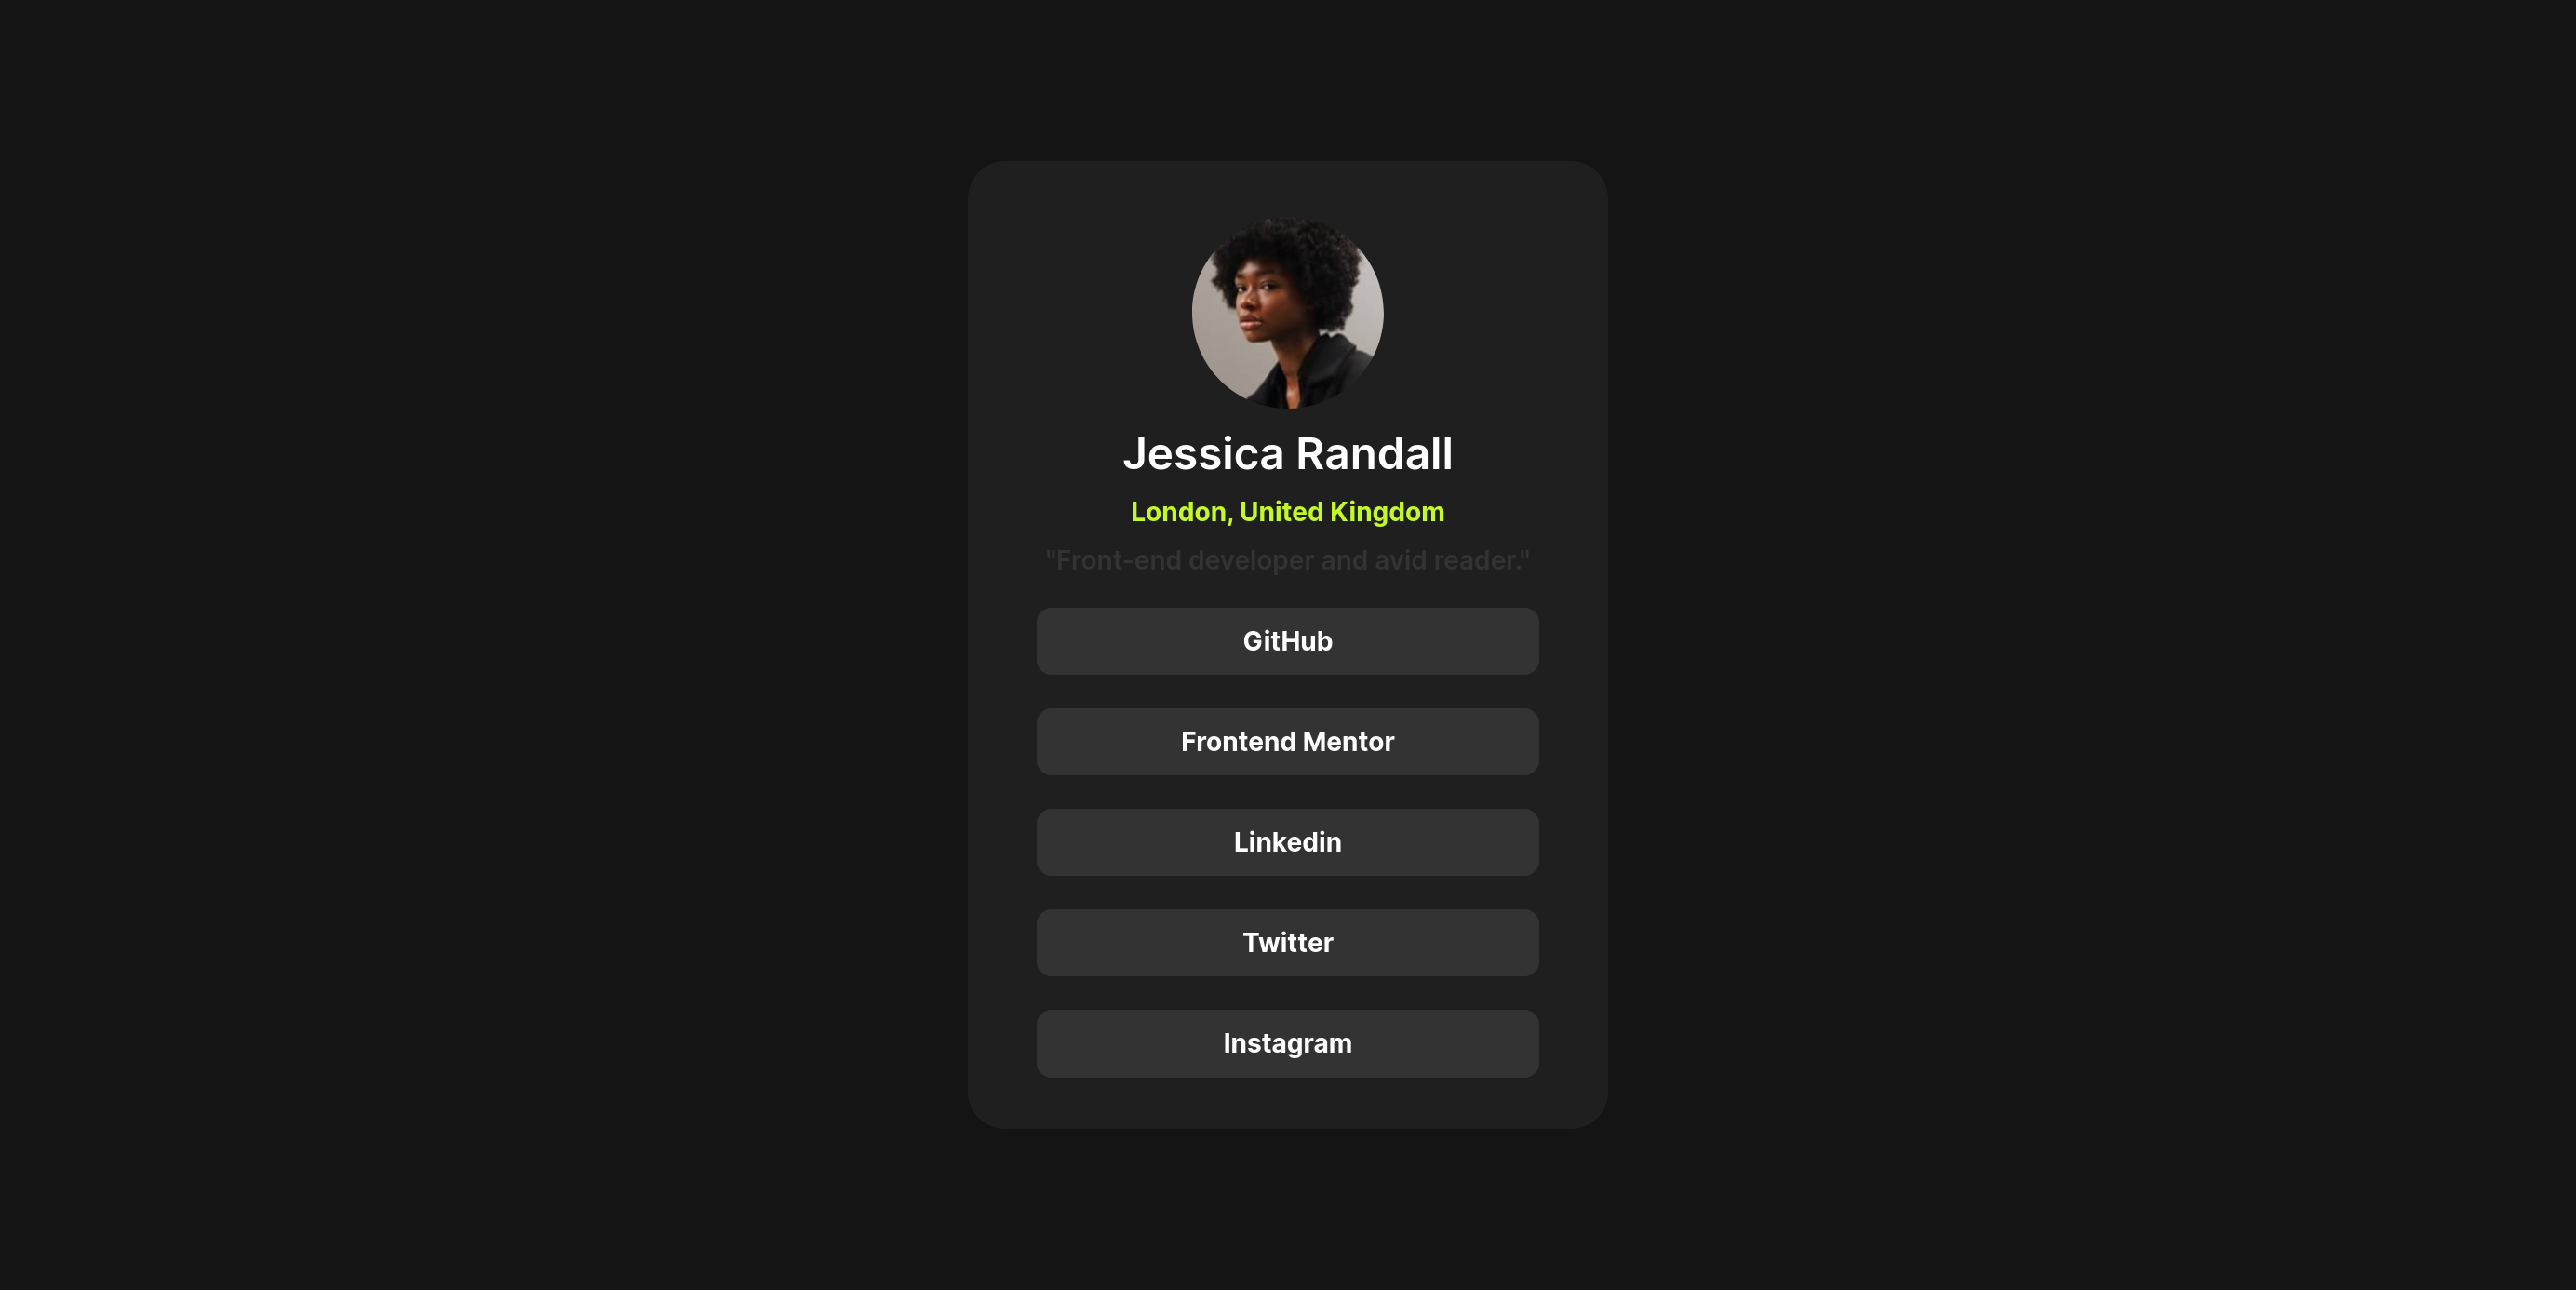 Jessica Randall
London, United Kingdom
"Front-end developer and avid reader."
GitHub
Frontend Mentor
Linkedin
Twitter
Instagram